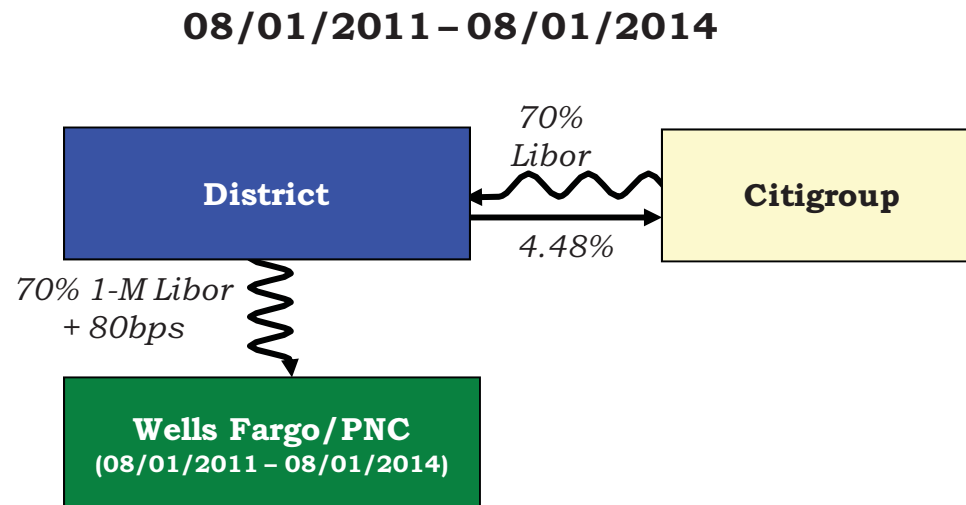 08/01/2011 – 08/01/2014
70%
Libor
District
Citigroup
4.48%
70% 1-M Libor
+ 80bps
Wells Fargo/PNC
(08/01/2011 – 08/01/2014)